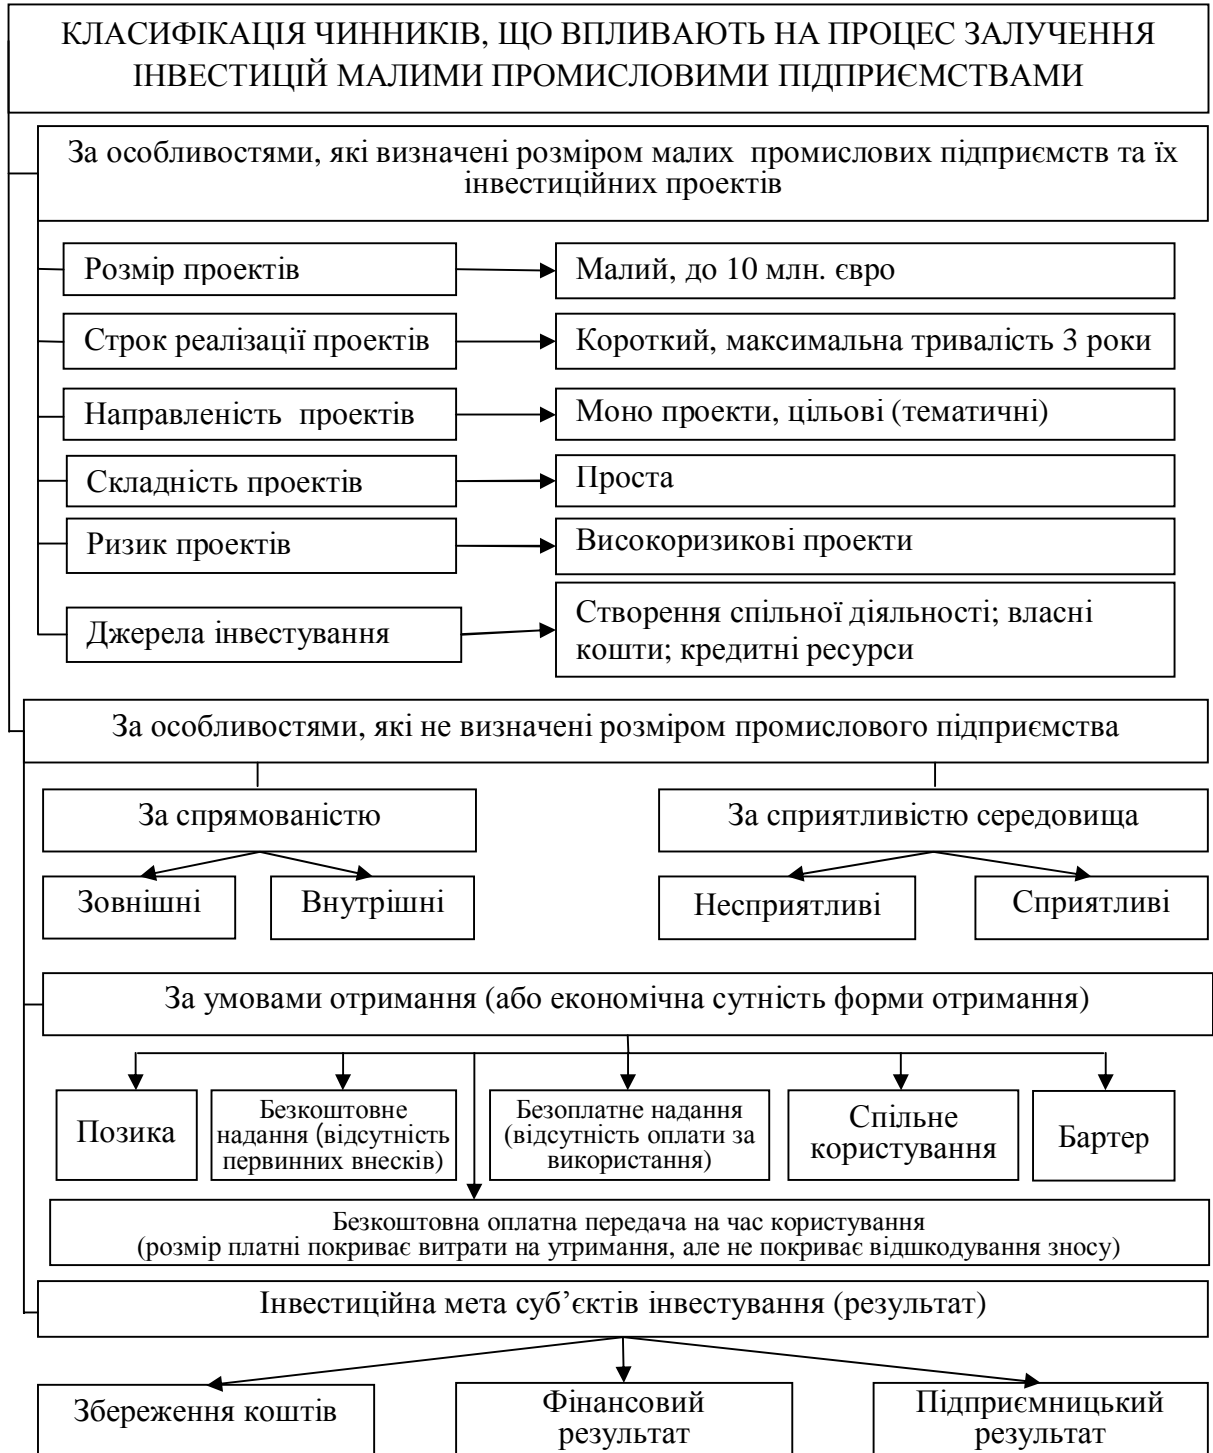 КЛАСИФІКАЦІЯ ЧИННИКІВ, ЩО ВПЛИВАЮТЬ НА ПРОЦЕС ЗАЛУЧЕННЯ
ІНВЕСТИЦІЙ МАЛИМИ ПРОМИСЛОВИМИ ПІДПРИЄМСТВАМИ
За особливостями, які визначені розміром малих промислових підприємств та їх
інвестиційних проектів
Розмір проектів
Малий, до 10 млн. євро
Строк реалізації проектів
Короткий, максимальна тривалість 3 роки
Направленість проектів
Моно проекти, цільові (тематичні)
Складність проектів
Проста
Ризик проектів
Високоризикові проекти
Джерела інвестування
Створення спільної діяльності; власні
кошти; кредитні ресурси
За особливостями, які не визначені розміром промислового підприємства
За спрямованістю
За сприятливістю середовища
Зовнішні
Внутрішні
Несприятливі
Сприятливі
За умовами отримання (або економічна сутність форми отримання)
Позика
Безкоштовне
надання (відсутність
первинних внесків)
Безоплатне надання
(відсутність оплати за
використання)
Спільне
користування
Бартер
Безкоштовна оплатна передача на час користування
(розмір платні покриває витрати на утримання, але не покриває відшкодування зносу)
Інвестиційна мета суб’єктів інвестування (результат)
Збереження коштів
Фінансовий
результат
Підприємницький
результат